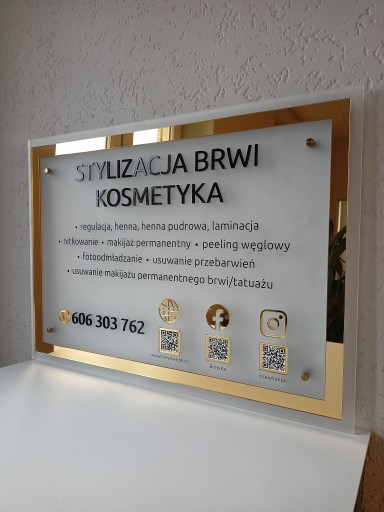 STYLIZACJA BRWI
KOSMETYKA
• regulacja, henna, henna pudrowa, laminacja
• nitkowanie • makijaż permanentny • peeling węglowy
• fotoodmładzanie • usuwanie przebarwień
• usuwanie makijażu permanentnego brwi/tatuażu
606 303 762